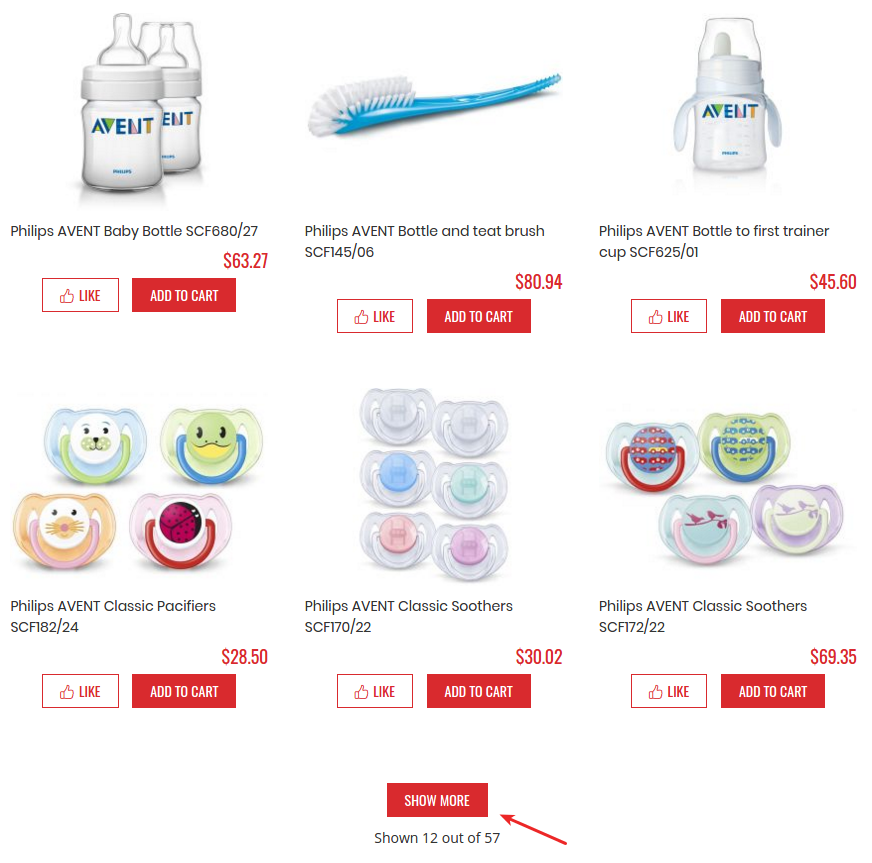 AVENT
ENT
PHILIPS
AVENT
PHILIPS
Philips AVENT Baby Bottle SCF680/27
$63.27
LIKE
ADD TO CART
Philips AVENT Bottle and teat brush
SCF145/06
$80.94
LIKE
ADD TO CART
Philips AVENT Bottle to first trainer
cup SCF625/01
$45.60
LIKE
ADD TO CART
Philips AVENT Classic Pacifiers
SCF182/24
$28.50
LIKE
ADD TO CART
Philips AVENT Classic Soothers
SCF170/22
$30.02
LIKE
ADD TO CART
Philips AVENT Classic Soothers
SCF172/22
$69.35
LIKE
ADD TO CART
SHOW MORE
Shown 12 out of 57